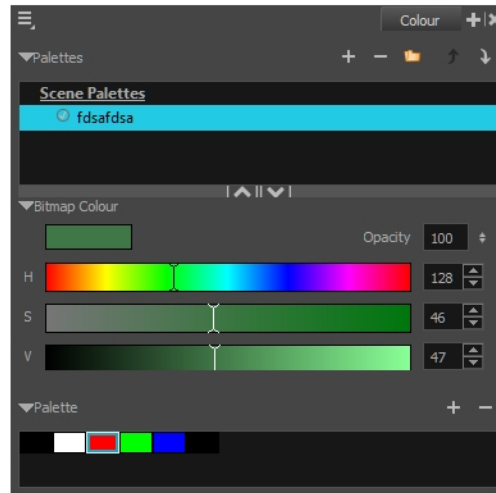 Colour
Palettes
Scene Palettes
fdsafdsa
Bitmap Colour
Opacity 100
H 128
S 46
V 47
Palette